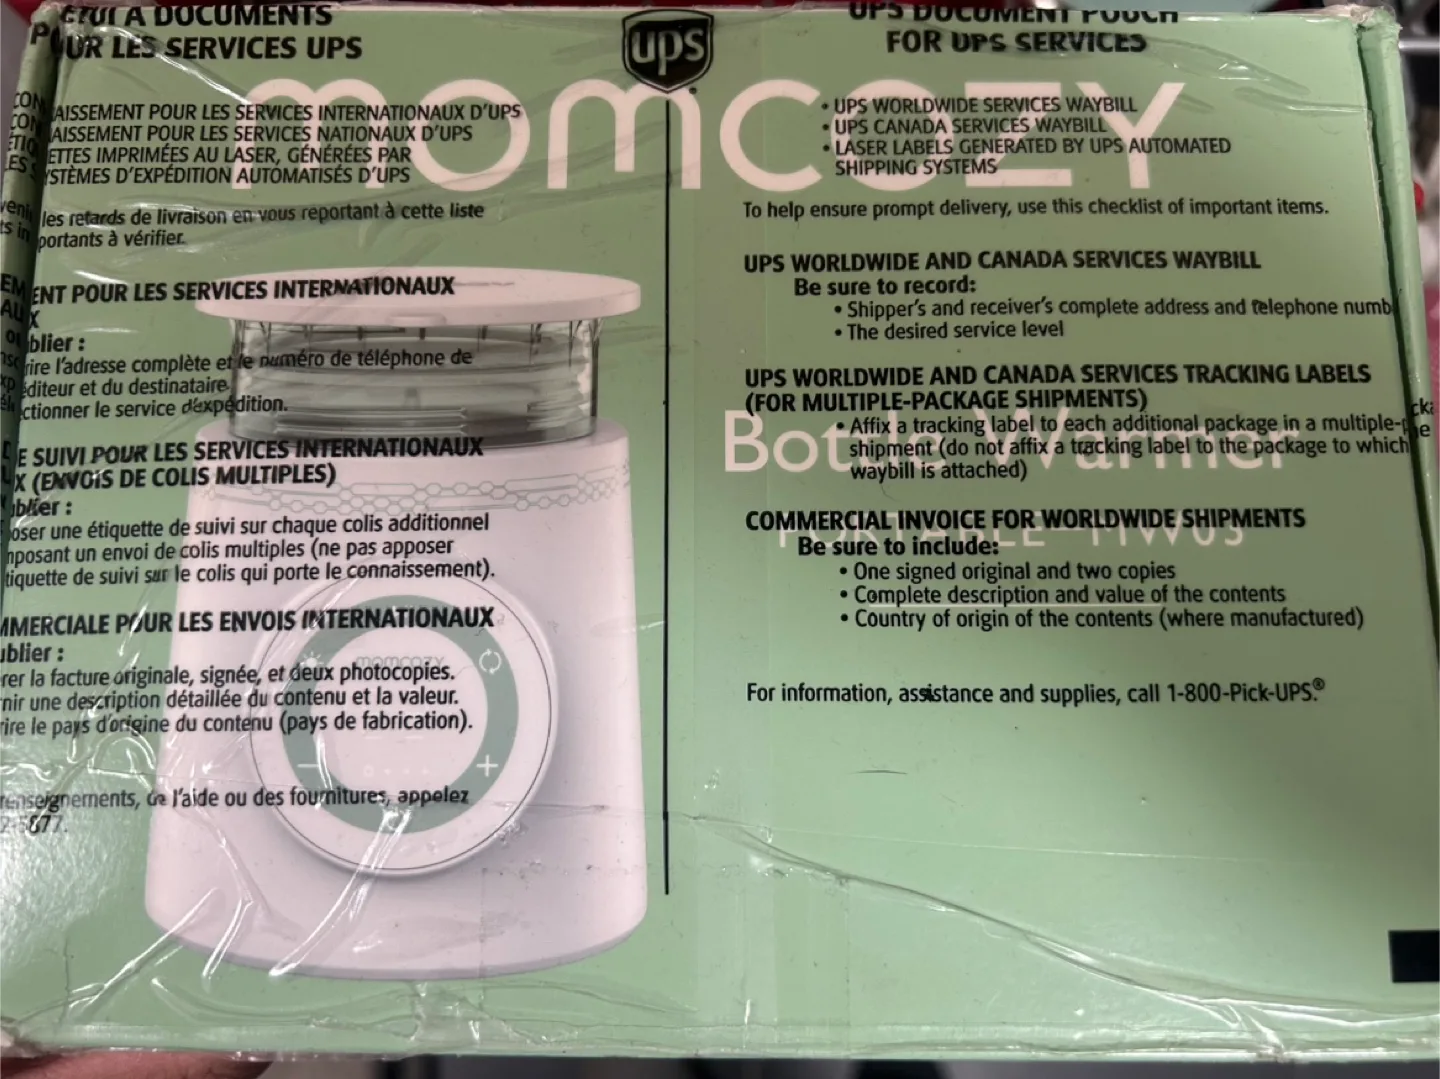 ÉTUI À DOCUMENTS
POUR LES SERVICES UPS
AISSEMENT POUR LES SERVICES INTERNATIONAUX D'UPS
AISSEMENT POUR LES SERVICES NATIONAUX D'UPS
ETTES IMPRIMÉES AU LASER, GÉNÉRÉES PAR
YSTÈMES D'EXPÉDITION AUTOMATISÉS D'UPS
les retards de livraison en vous reportant à cette liste
portants à vérifier.
ENT POUR LES SERVICES INTERNATIONAUX
X
blier :
rire l'adresse complète et le numéro de téléphone de
éditeur et du destinataire.
ctionner le service d'expédition.
E SUIVI POUR LES SERVICES INTERNATIONAUX
X (ENVOIS DE COLIS MULTIPLES)
ublier :
oser une étiquette de suivi sur chaque colis additionnel
mposant un envoi de colis multiples (ne pas apposer
tiquette de suivi sur le colis qui porte le connaissement).
MMERCIALE POUR LES ENVOIS INTERNATIONAUX
ublier :
rer la facture originale, signée, et deux photocopies.
nir une description détaillée du contenu et la valeur.
rire le pays d'origine du contenu (pays de fabrication).
renseignements, de l'aide ou des fournitures, appelez
877.
ups
UPS DOCUMENT POUCH
FOR UPS SERVICES
• UPS WORLDWIDE SERVICES WAYBILL
• UPS CANADA SERVICES WAYBILL
• LASER LABELS GENERATED BY UPS AUTOMATED
SHIPPING SYSTEMS
To help ensure prompt delivery, use this checklist of important items.
UPS WORLDWIDE AND CANADA SERVICES WAYBILL
Be sure to record:
• Shipper's and receiver's complete address and telephone numb
• The desired service level
UPS WORLDWIDE AND CANADA SERVICES TRACKING LABELS
(FOR MULTIPLE-PACKAGE SHIPMENTS)
• Affix a tracking label to each additional package in a multiple-
shipment (do not affix a tracking label to the package to which
waybill is attached)
COMMERCIAL INVOICE FOR WORLDWIDE SHIPMENTS
Be sure to include:
• One signed original and two copies
• Complete description and value of the contents
• Country of origin of the contents (where manufactured)
For information, assistance and supplies, call 1-800-Pick-UPS.®
momcozy
Bottle Warmer
PORTABLE HW03
momcozy